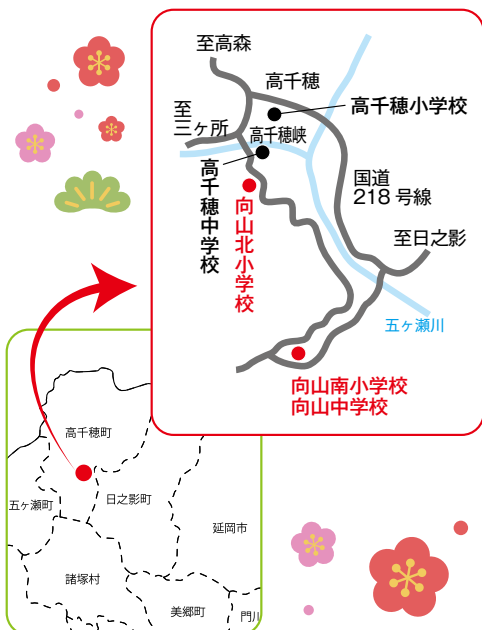 至高森
高千穂
高千穂小学校
至
三ヶ所
高千穂峡
高千穂中学校
向山北小学校
国道
218号線
至日之影
五ヶ瀬川
向山南小学校
向山中学校
高千穂町
五ヶ瀬町
日之影町
延岡市
諸塚村
美郷町
門川